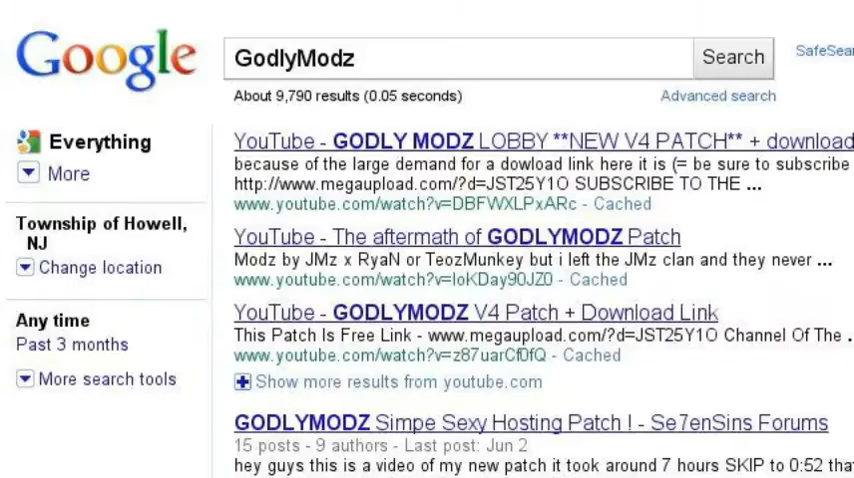 Google
GodlyModz
Search
SafeSear
About 9,790 results (0.05 seconds)
Advanced search
Everything
More
Township of Howell,
NJ
Change location
Any time
Past 3 months
More search tools
YouTube - GODLY MODZ LOBBY **NEW V4 PATCH** + download
because of the large demand for a dowload link here it is (= be sure to subscribe
http://www.megaupload.com/?d=JST25Y1O SUBSCRIBE TO THE ...
www.youtube.com/watch?v=DBFWXLPxARc - Cached
YouTube - The aftermath of GODLYMODZ Patch
Modz by JMz x RyaN or TeozMunkey but i left the JMz clan and they never ...
www.youtube.com/watch?v=IoKDay90JZ0 - Cached
YouTube - GODLYMODZ V4 Patch + Download Link
This Patch Is Free Link - www.megaupload.com/?d=JST25Y1O Channel Of The .
www.youtube.com/watch?v=z87uarCf0fQ - Cached
Show more results from youtube.com
GODLYMODZ Simpe Sexy Hosting Patch ! - Se7enSins Forums
15 posts - 9 authors - Last post: Jun 2
hey guys this is a video of my new patch it took around 7 hours SKIP to 0:52 that